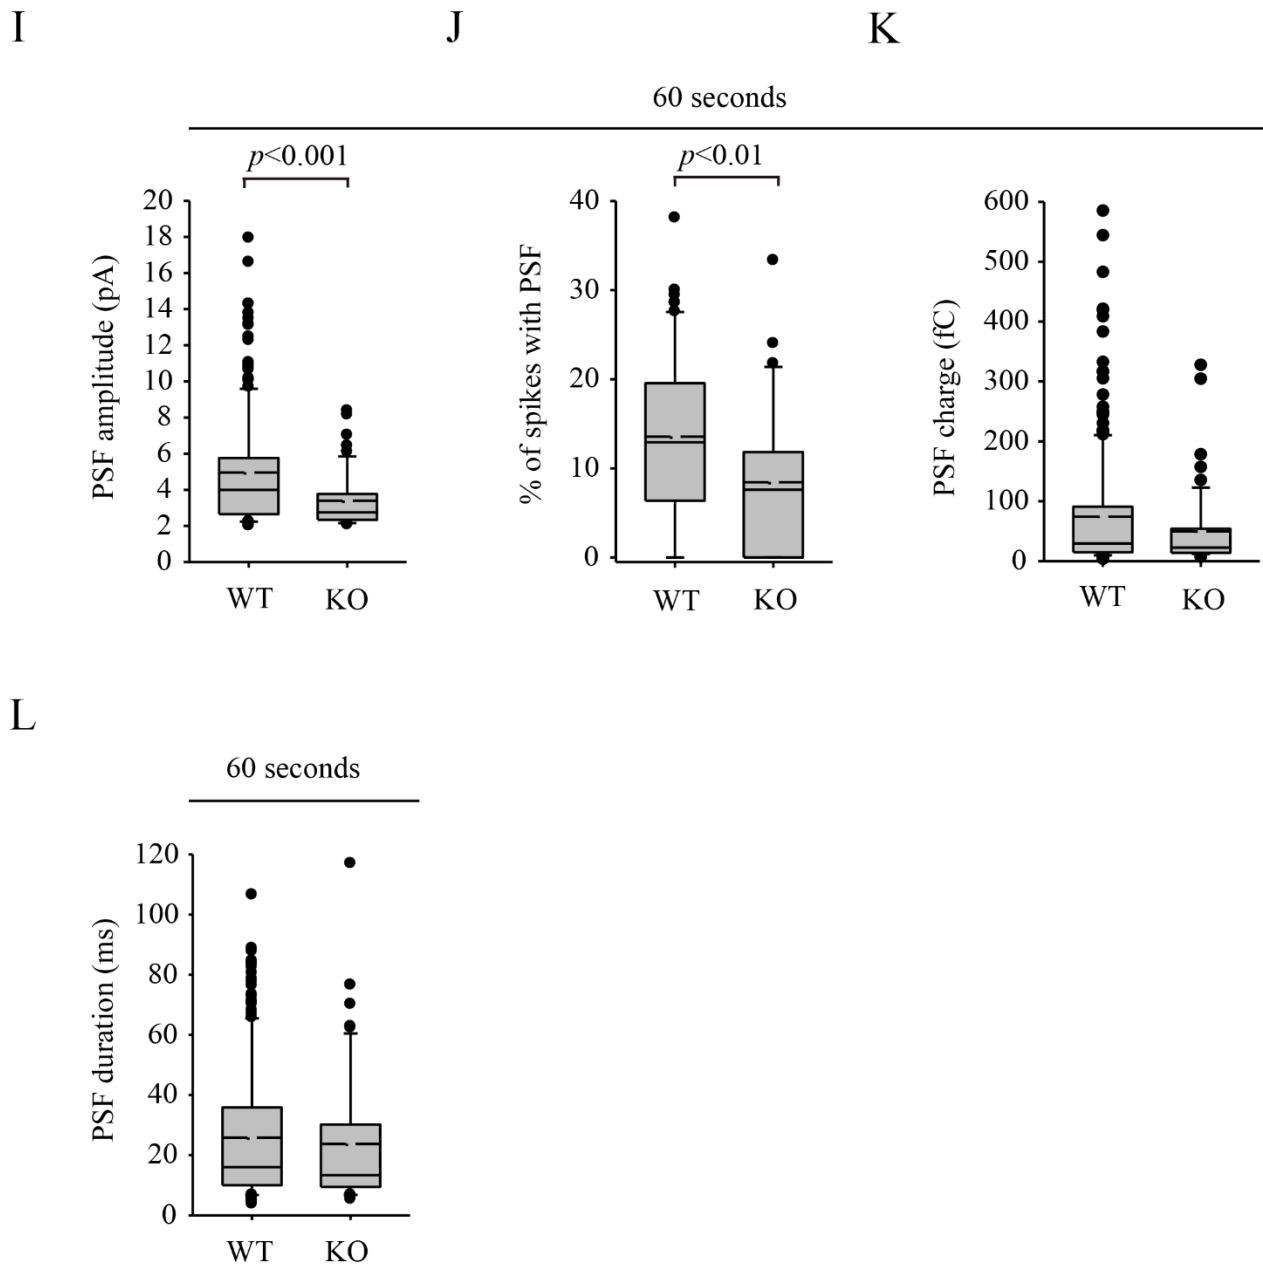 I
J
K
60 seconds
p<0.001
p<0.01
PSF amplitude (pA)
20
18
16
14
12
10
8
6
4
2
0
WT
KO
% of spikes with PSF
40
30
20
10
0
WT
KO
PSF charge (fC)
600
500
400
300
200
100
0
WT
KO
L
60 seconds
PSF duration (ms)
120
100
80
60
40
20
0
WT
KO